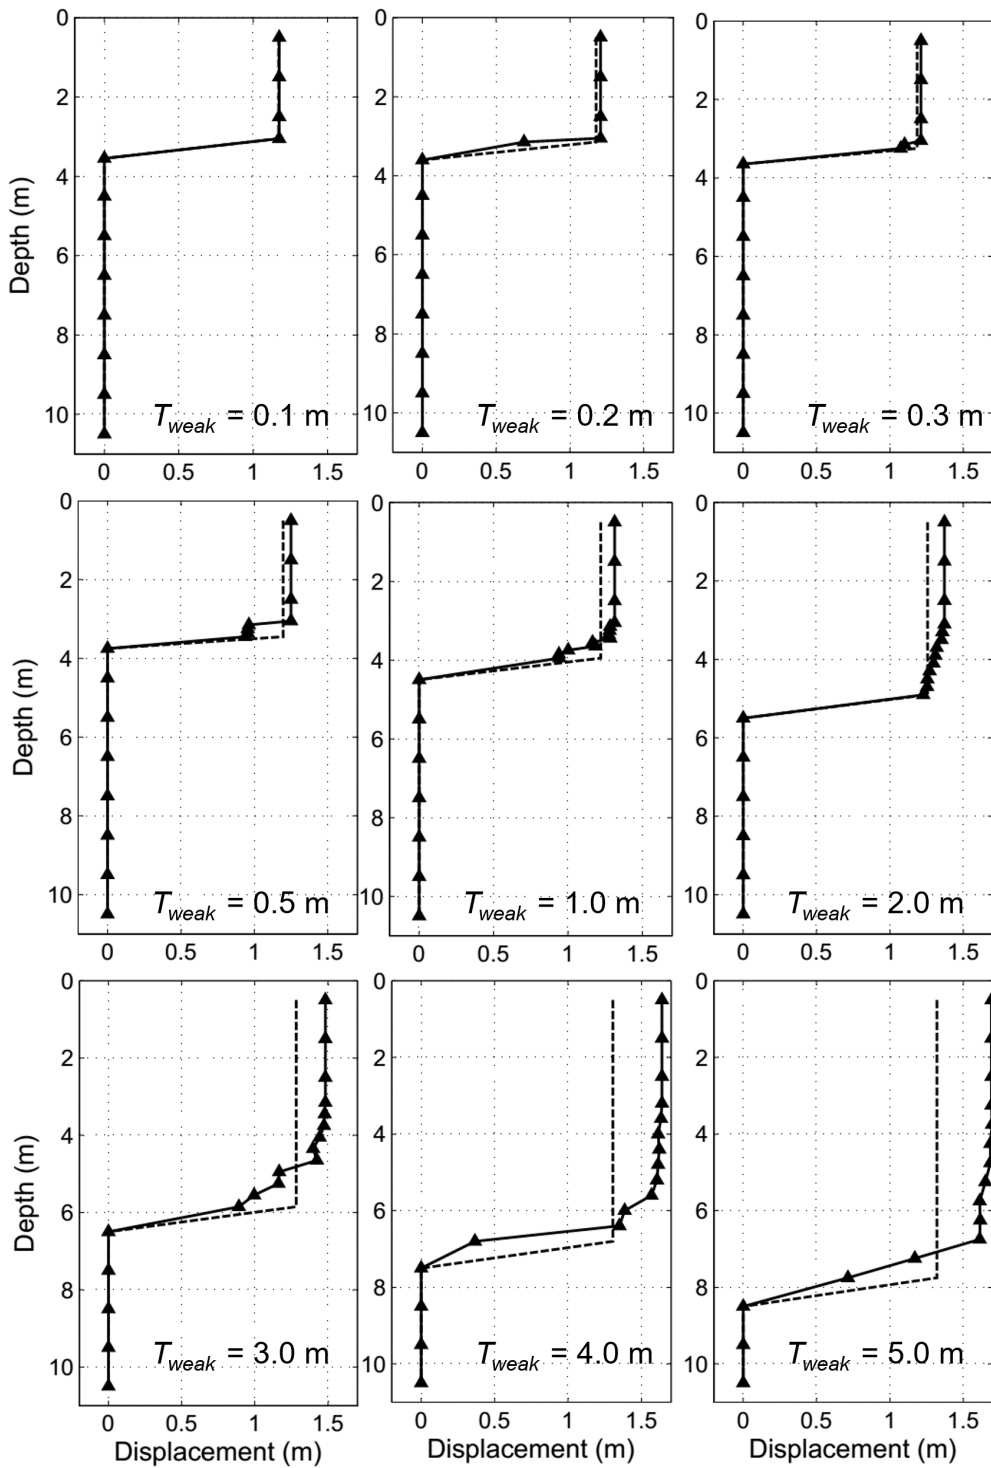 0 0 0
2 2 2
4 4 4
6 6 6
8 8 8
10 10 10
Depth (m)
T_weak = 0.1 m T_weak = 0.2 m T_weak = 0.3 m
0 0.5 1 1.5 0 0.5 1 1.5 0 0.5 1 1.5
0 0 0
2 2 2
4 4 4
6 6 6
8 8 8
10 10 10
Depth (m)
T_weak = 0.5 m T_weak = 1.0 m T_weak = 2.0 m
0 0.5 1 1.5 0 0.5 1 1.5 0 0.5 1 1.5
0 0 0
2 2 2
4 4 4
6 6 6
8 8 8
10 10 10
Depth (m)
T_weak = 3.0 m T_weak = 4.0 m T_weak = 5.0 m
0 0.5 1 1.5 0 0.5 1 1.5 0 0.5 1 1.5
Displacement (m) Displacement (m) Displacement (m)